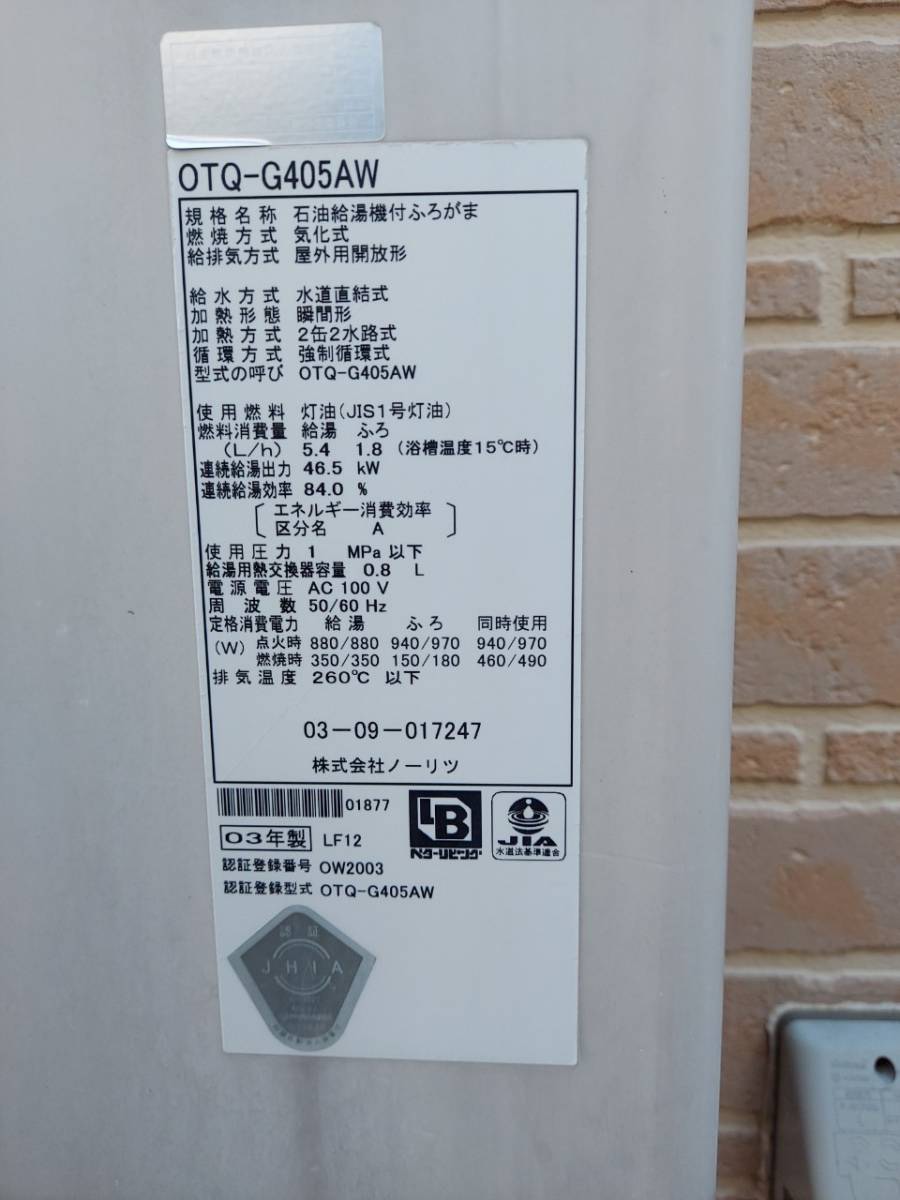 OTQ-G405AW
規格名称 石油給湯機付ふろがま
燃焼方式 気化式
給排気方式 屋外用開放形
給水方式 水道直結式
加熱形態 瞬間形
加熱方式 2缶2水路式
循環方式 強制循環式
型式の呼び OTQ-G405AW
使用燃料 灯油(JIS1号灯油)
燃料消費量 給湯 ふろ
(L/h) 5.4 1.8 (浴槽温度15℃時)
連続給湯出力 46.5 kW
連続給湯効率 84.0 %
エネルギー消費効率
区分名 A
使用圧力 1 MPa 以下
給湯用熱交換器容量 0.8 L
電源電圧 AC 100 V
周波数 50/60 Hz
定格消費電力 給湯 ふろ 同時使用
(W) 点火時 880/880 940/970 940/970
燃焼時 350/350 150/180 460/490
排気温度 260℃ 以下
03-09-017247
株式会社ノーリツ
01877
03年製 LF12
LB
ベターリビング
JIA
水道法基準適合
認証登録番号 OW2003
認証登録型式 OTQ-G405AW
認証
JHIA